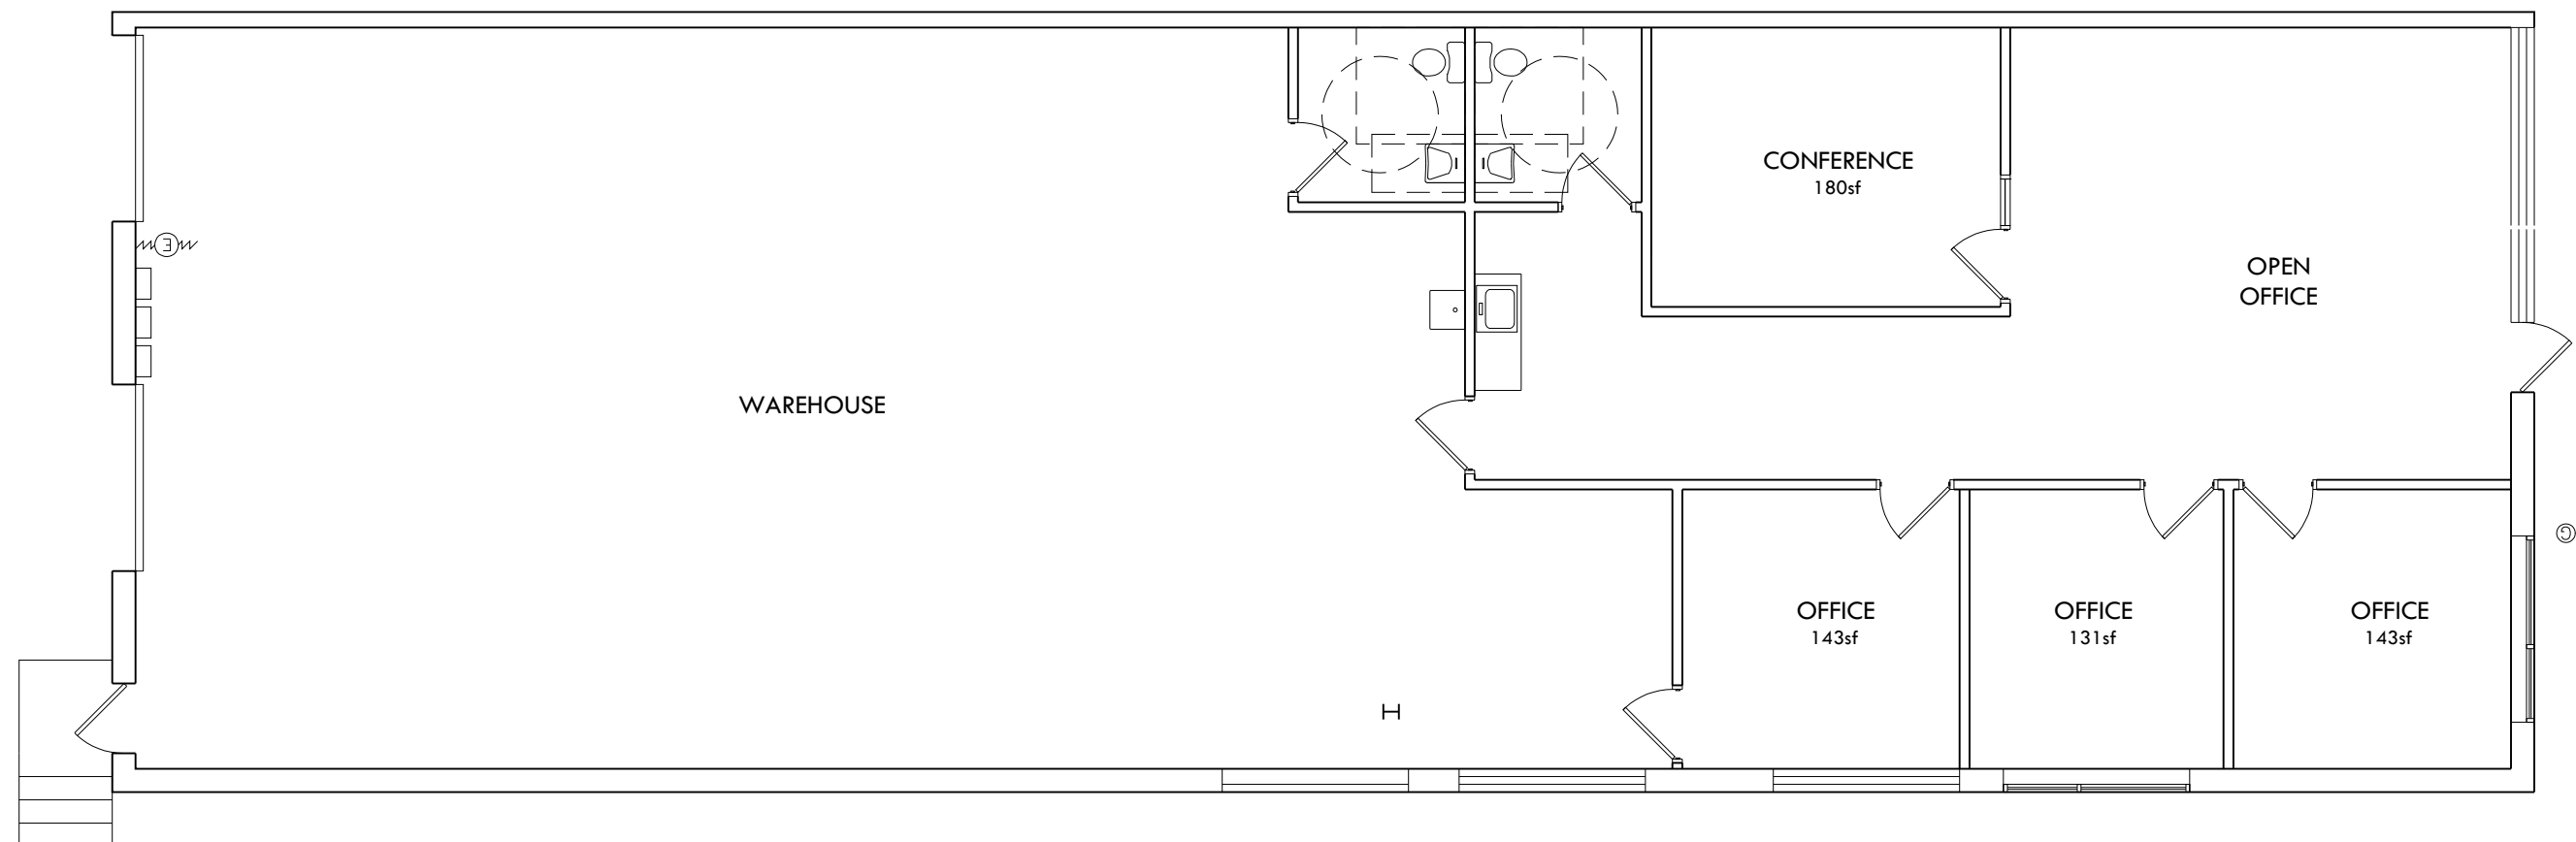 CONFERENCE
180sf
OPEN
OFFICE
E
WAREHOUSE
G
OFFICE
143sf
OFFICE
131sf
OFFICE
143sf
H